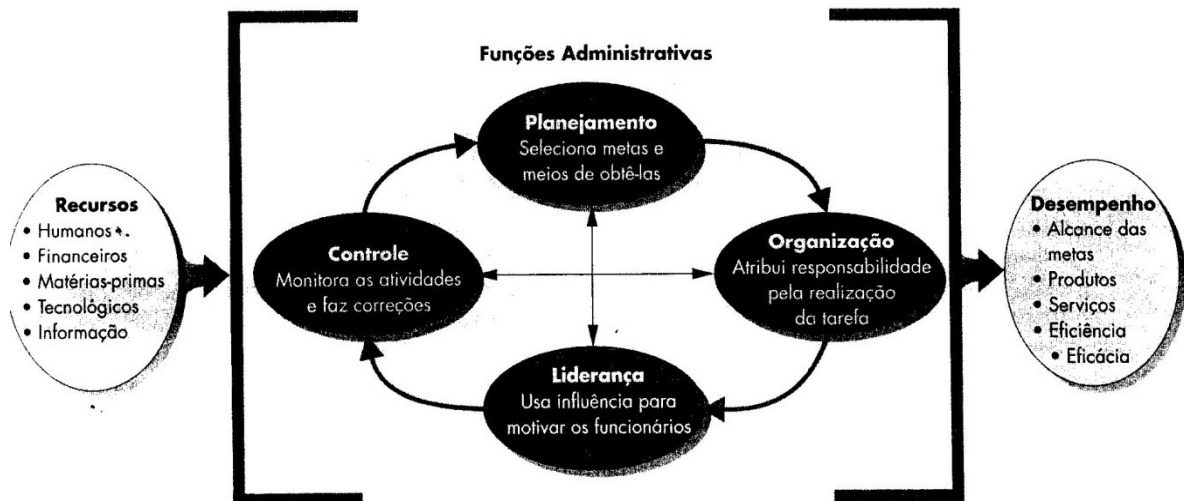 Funções Administrativas
Planejamento
Seleciona metas e
meios de obtê-las
Recursos
• Humanos
• Financeiros
• Matérias-primas
• Tecnológicos
• Informação
Controle
Monitora as atividades
e faz correções
Organização
Atribui responsabilidade
pela realização
da tarefa
Liderança
Usa influência para
motivar os funcionários
Desempenho
• Alcance das
metas
• Produtos
• Serviços
• Eficiência
• Eficácia